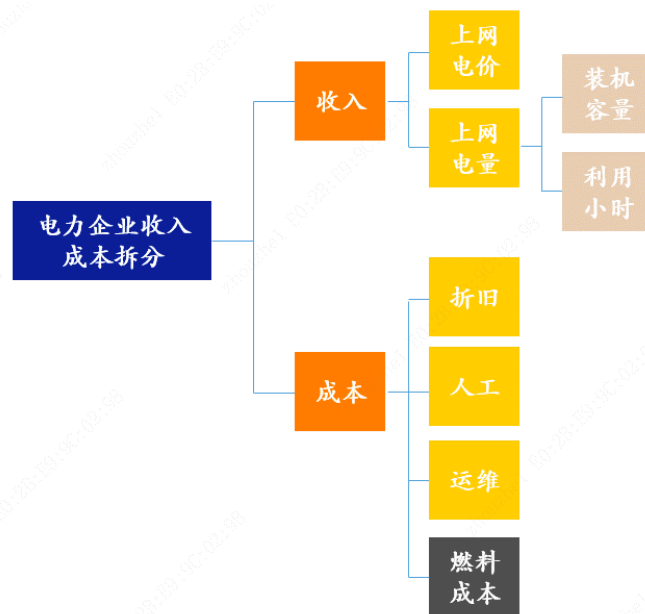 上网
电价
装机
容量
收入
上网
电量
利用
小时
电力企业收入
成本拆分
折旧
成本
人工
运维
燃料
成本